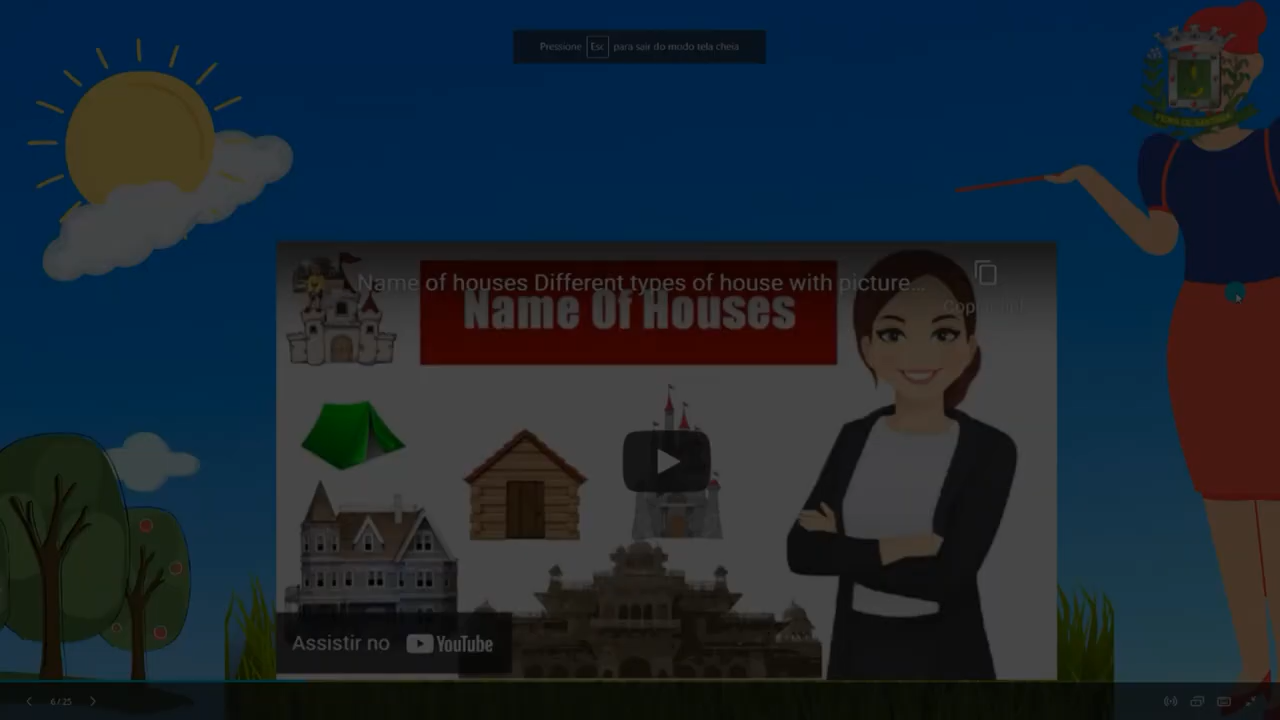 Pressione Esc para sair do modo tela cheia
Name of houses Different types of house with picture...
Name Of Houses
Assistir no YouTube
6/25